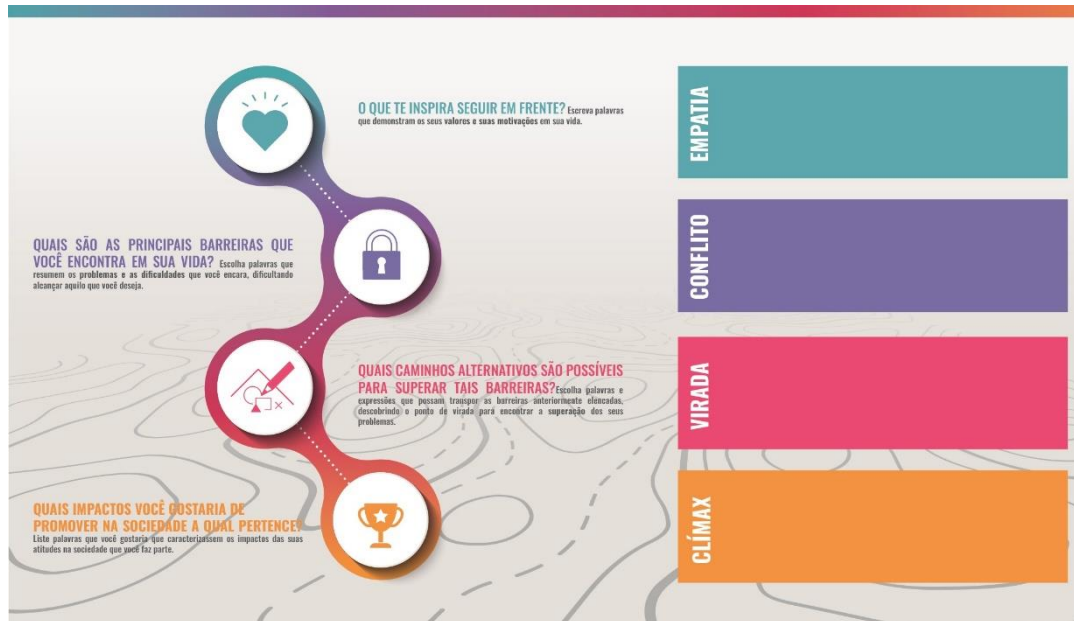 O QUE TE INSPIRA SEGUIR EM FRENTE? Escreva palavras
que demonstram os seus valores e suas motivações em sua vida.
EMPATIA
QUAIS SÃO AS PRINCIPAIS BARREIRAS QUE
VOCÊ ENCONTRA EM SUA VIDA? Escolha palavras que
resumem os problemas e as dificuldades que você encara, dificultando
alcançar aquilo que você deseja.
CONFLITO
QUAIS CAMINHOS ALTERNATIVOS SÃO POSSÍVEIS
PARA SUPERAR TAIS BARREIRAS?Escolha palavras e
expressões que possam transpor as barreiras anteriormente elencadas,
descobrindo o ponto de virada para encontrar a superação dos seus
problemas.
VIRADA
QUAIS IMPACTOS VOCÊ GOSTARIA DE
PROMOVER NA SOCIEDADE A QUAL PERTENCE?
Liste palavras que você gostaria que caracterizassem os impactos das suas
atitudes na sociedade que você faz parte.
CLÍMAX